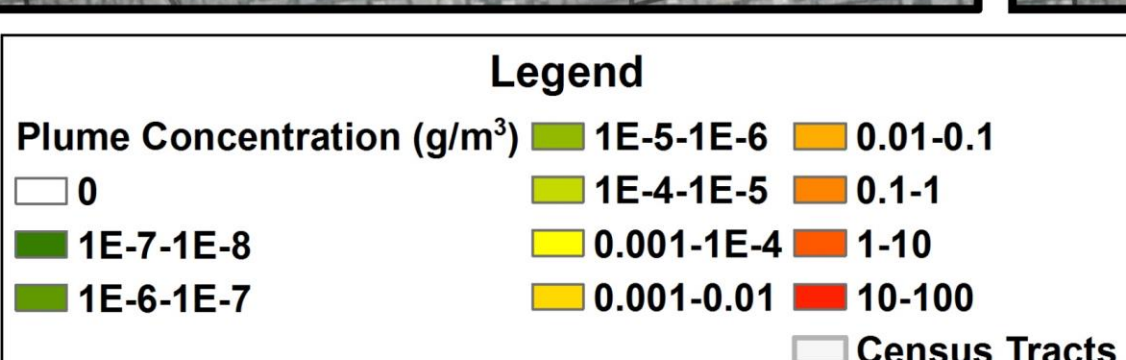 Legend
Plume Concentration (g/m³)
0
1E-7-1E-8
1E-6-1E-7
1E-5-1E-6
1E-4-1E-5
0.001-1E-4
0.001-0.01
0.01-0.1
0.1-1
1-10
10-100
Census Tracts